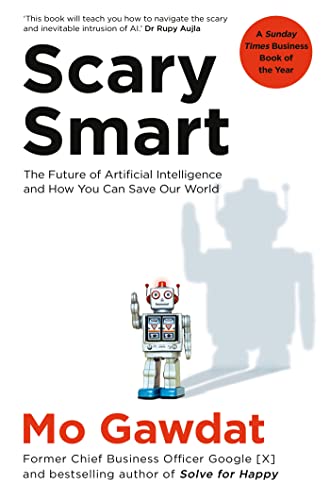 ‘This book will teach you how to navigate the scary
and inevitable intrusion of AI.’ Dr Rupy Aujla
A Sunday
Times Business
Book of
the Year
Scary
Smart
The Future of Artificial Intelligence
and How You Can Save Our World
Mo Gawdat
Former Chief Business Officer Google [X]
and bestselling author of Solve for Happy